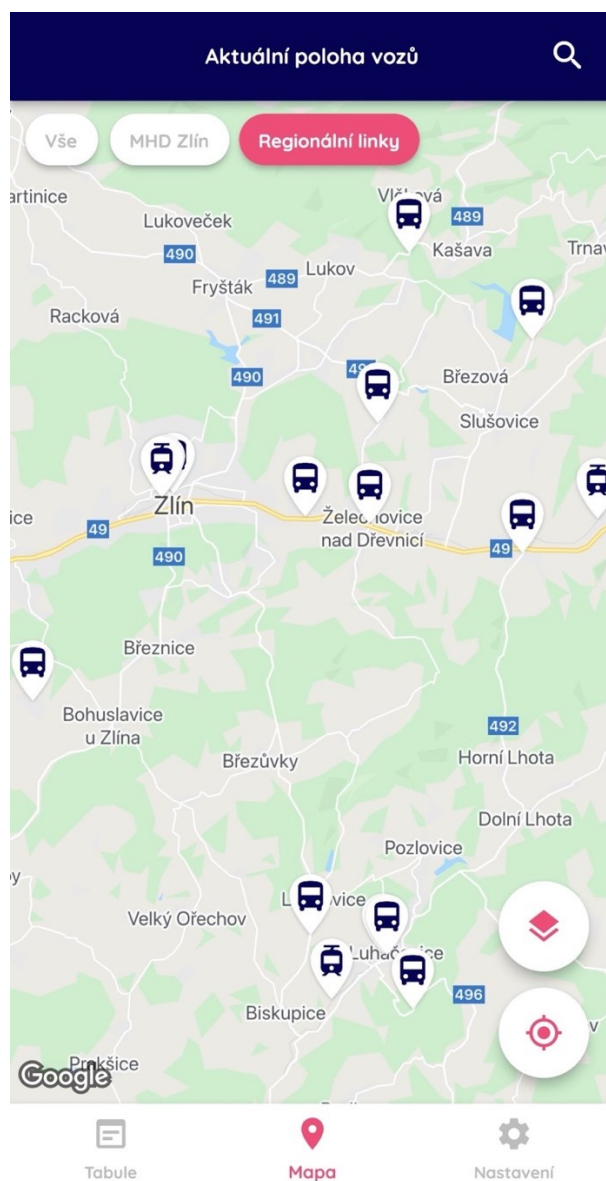 Aktuální poloha vozů
Vše
MHD Zlín
Regionální linky
489
Lukoveček
490
Kašava
Fryšták
489
Lukov
Racková
491
490
Březová
Slušovice
Zlín
49
nad Dřevnicí
49
490
Březnice
Bohuslavice
u Zlína
492
Březůvky
Horní Lhota
Dolní Lhota
Pozlovice
Velký Ořechov
496
Biskupice
Google
Tabule
Mapa
Nastavení